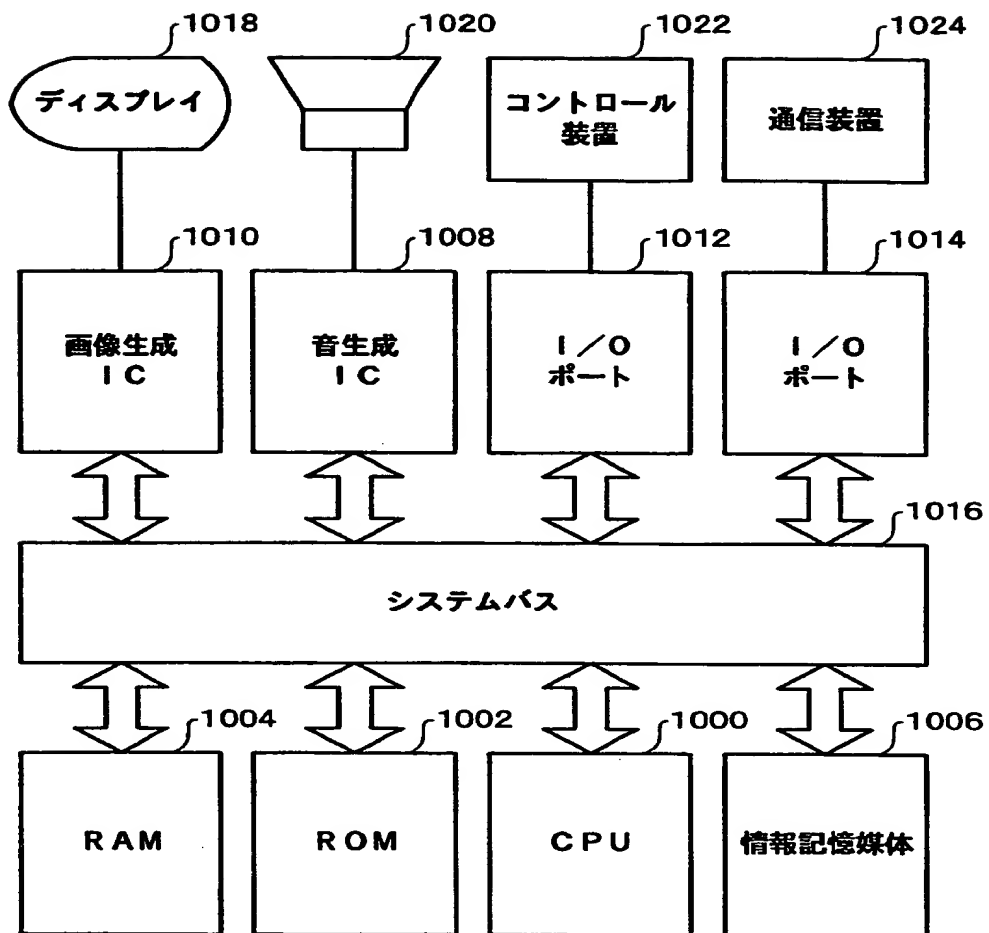 1018
1020
1022
1024
ディスプレイ
コントロール
装置
通信装置
1010
1008
1012
1014
画像生成
IC
音生成
IC
I/O
ポート
I/O
ポート
1016
システムバス
1004
1002
1000
1006
RAM
ROM
CPU
情報記憶媒体